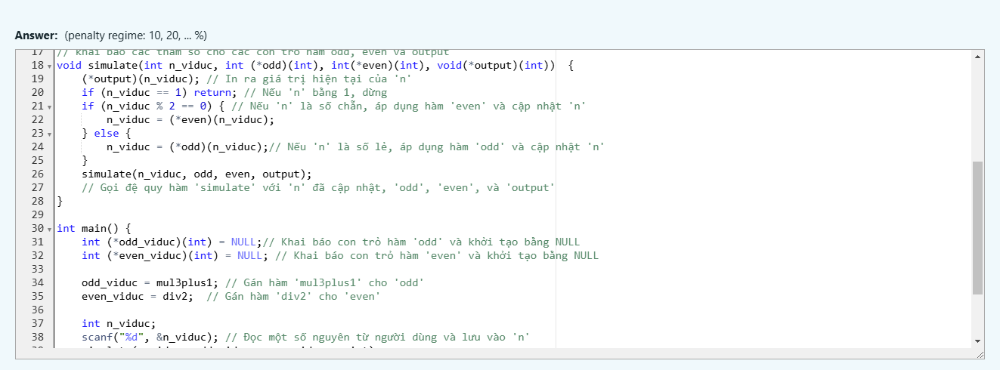 Answer: (penalty regime: 10, 20, ... %)
17 // khai báo các tham số cho các con trỏ hàm odd, even và output
18 void simulate(int n_viduc, int (*odd)(int), int(*even)(int), void(*output)(int))  {
19     (*output)(n_viduc); // In ra giá trị hiện tại của 'n'
20     if (n_viduc == 1) return; // Nếu 'n' bằng 1, dừng
21     if (n_viduc % 2 == 0) { // Nếu 'n' là số chẵn, áp dụng hàm 'even' và cập nhật 'n'
22         n_viduc = (*even)(n_viduc);
23     } else {
24         n_viduc = (*odd)(n_viduc);// Nếu 'n' là số lẻ, áp dụng hàm 'odd' và cập nhật 'n'
25     }
26     simulate(n_viduc, odd, even, output);
27     // Gọi đệ quy hàm 'simulate' với 'n' đã cập nhật, 'odd', 'even', và 'output'
28 }
29
30 int main() {
31     int (*odd_viduc)(int) = NULL;// Khai báo con trỏ hàm 'odd' và khởi tạo bằng NULL
32     int (*even_viduc)(int) = NULL; // Khai báo con trỏ hàm 'even' và khởi tạo bằng NULL
33
34     odd_viduc = mul3plus1; // Gán hàm 'mul3plus1' cho 'odd'
35     even_viduc = div2;  // Gán hàm 'div2' cho 'even'
36
37     int n_viduc;
38     scanf("%d", &n_viduc); // Đọc một số nguyên từ người dùng và lưu vào 'n'